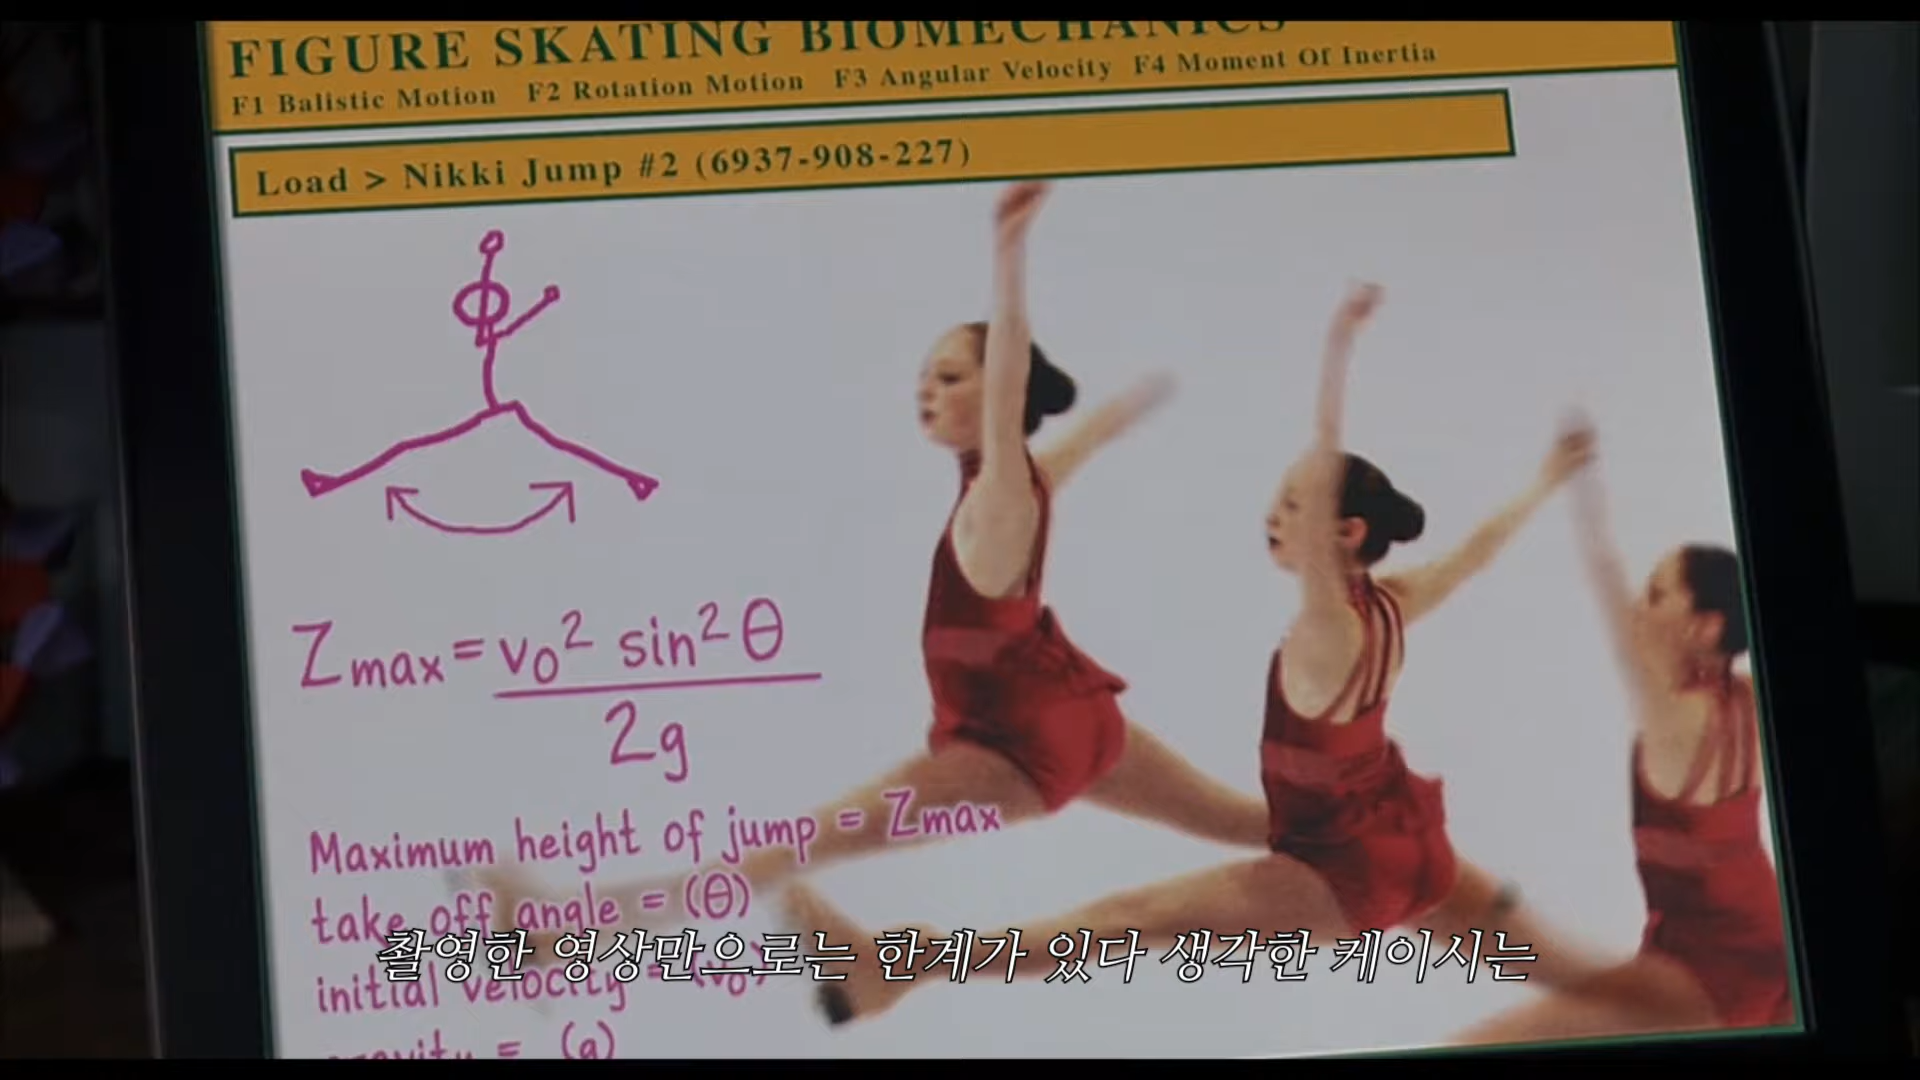 FIGURE SKATING BIOMECHANICS
F1 Balistic Motion F2 Rotation Motion F3 Angular Velocity F4 Moment Of Inertia
Load > Nikki Jump #2 (6937-908-227)
Zmax = v₀² sin² θ
2g
Maximum height of jump = Zmax
take off angle = (θ)
initial velocity = (v₀)
gravity = (g)
촬영한 영상만으로는 한계가 있다 생각한 케이시는